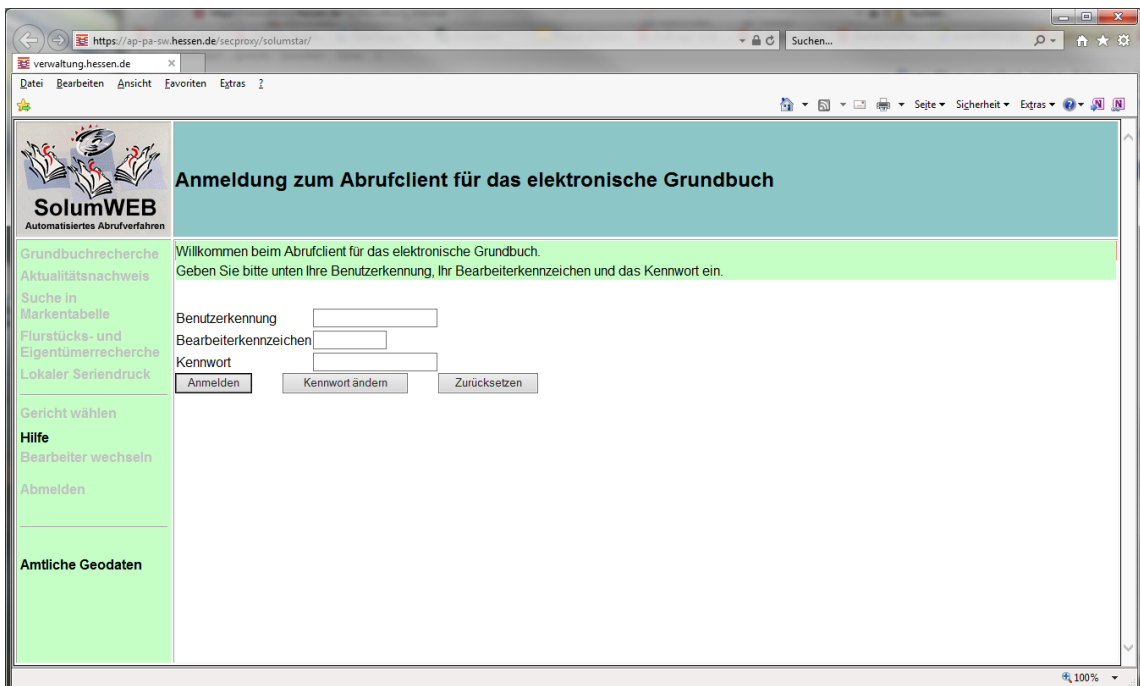 https://ap-pa-sw.hessen.de/secproxy/solumstar/
Suchen...
verwaltung.hessen.de
Datei Bearbeiten Ansicht Favoriten Extras ?
Seite Sicherheit Extras
SolumWEB
Automatisiertes Abrufverfahren
Anmeldung zum Abrufclient für das elektronische Grundbuch
Grundbuchrecherche
Aktualitätsnachweis
Suche in
Markentabelle
Flurstücks- und
Eigentümerrecherche
Lokaler Seriendruck
Gericht wählen
Hilfe
Bearbeiter wechseln
Abmelden
Amtliche Geodaten
Willkommen beim Abrufclient für das elektronische Grundbuch.
Geben Sie bitte unten Ihre Benutzerkennung, Ihr Bearbeiterkennzeichen und das Kennwort ein.
Benutzerkennung
Bearbeiterkennzeichen
Kennwort
Anmelden Kennwort ändern Zurücksetzen
100%